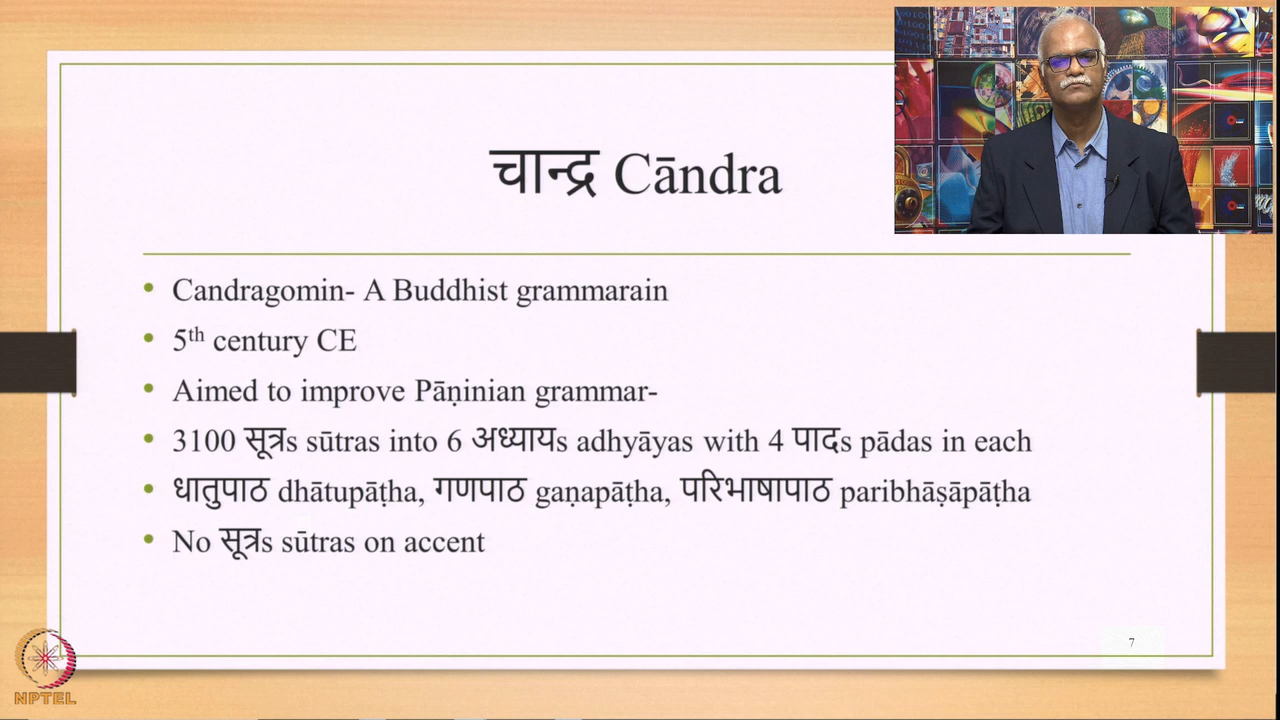 चान्द्र Cāndra
• Candragomin- A Buddhist grammarain
• 5th century CE
• Aimed to improve Pāṇinian grammar-
• 3100 सूत्रs sūtras into 6 अध्यायs adhyāyas with 4 पादs pādas in each
• धातुपाठ dhātupāṭha, गणपाठ gaṇapāṭha, परिभाषापाठ paribhāṣāpāṭha
• No सूत्रs sūtras on accent
7
NPTEL